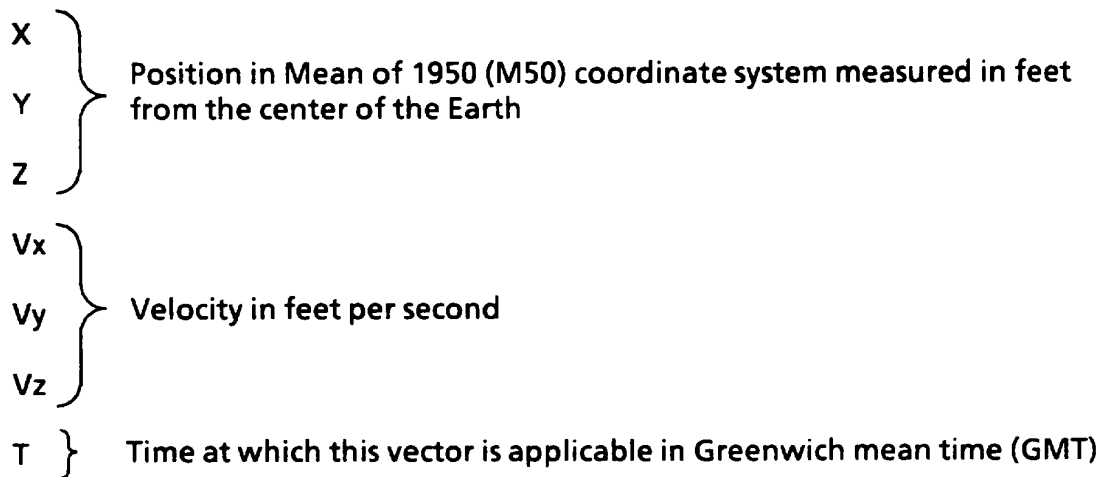 X
Position in Mean of 1950 (M50) coordinate system measured in feet
Y
from the center of the Earth
Z
Vx
Vy
Velocity in feet per second
Vz
T
Time at which this vector is applicable in Greenwich mean time (GMT)